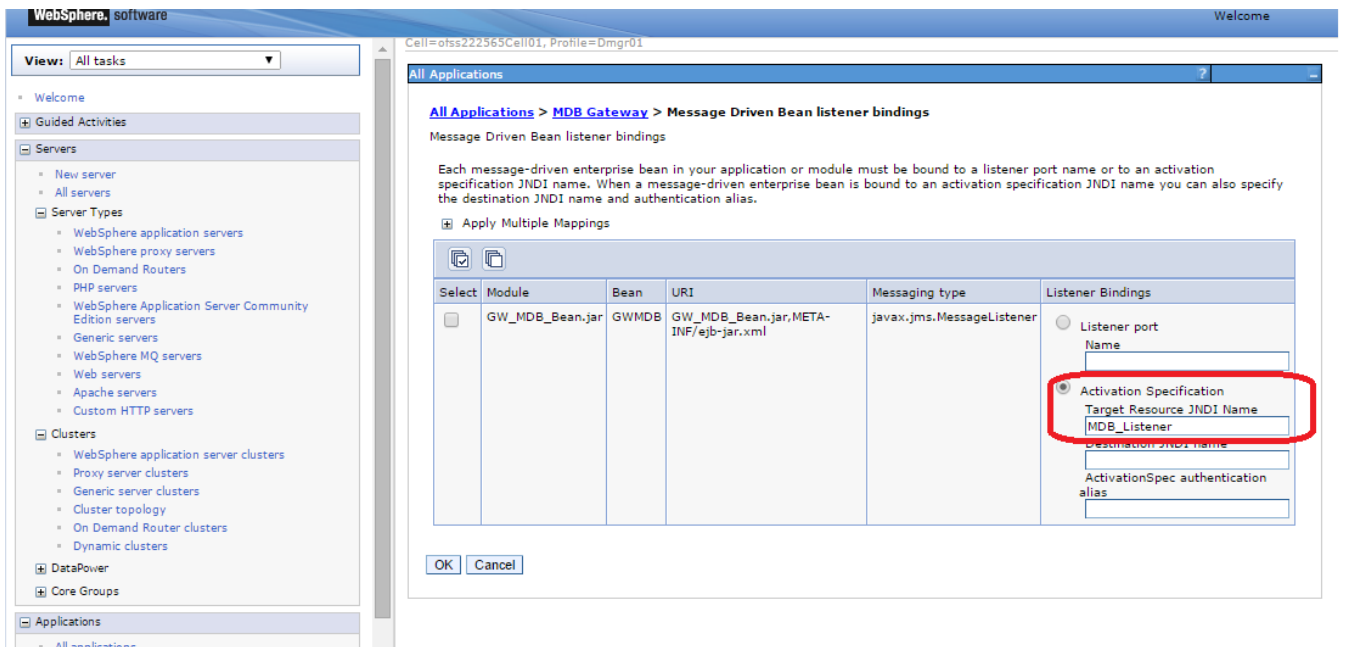 WebSphere. software
Welcome
View: All tasks
Cell=ofss222565Cell01, Profile=Dmgr01
Welcome
Guided Activities
Servers
New server
All servers
Server Types
WebSphere application servers
WebSphere proxy servers
On Demand Routers
PHP servers
WebSphere Application Server Community
Edition servers
Generic servers
WebSphere MQ servers
Web servers
Apache servers
Custom HTTP servers
Clusters
WebSphere application server clusters
Proxy server clusters
Generic server clusters
Cluster topology
On Demand Router clusters
Dynamic clusters
DataPower
Core Groups
Applications
All applications
All Applications
?
All Applications > MDB Gateway > Message Driven Bean listener bindings
Message Driven Bean listener bindings
Each message-driven enterprise bean in your application or module must be bound to a listener port name or to an activation
specification JNDI name. When a message-driven enterprise bean is bound to an activation specification JNDI name you can also specify
the destination JNDI name and authentication alias.
Apply Multiple Mappings
Select Module Bean URI Messaging type Listener Bindings
GW_MDB_Bean.jar GWMDB GW_MDB_Bean.jar,META-
INF/ejb-jar.xml
javax.jms.MessageListener
Listener port
Name
Activation Specification
Target Resource JNDI Name
MDB_Listener
Destination JNDI name
ActivationSpec authentication
alias
OK Cancel